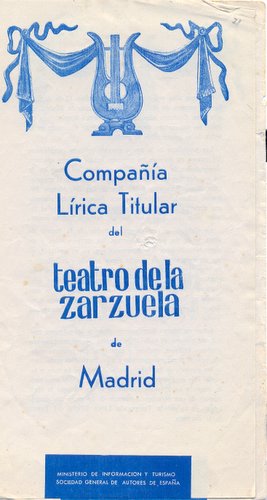 Compañía
Lírica Titular
del
teatro de la
zarzuela
de
Madrid
MINISTERIO DE INFORMACION Y TURISMO
SOCIEDAD GENERAL DE AUTORES DE ESPAÑA